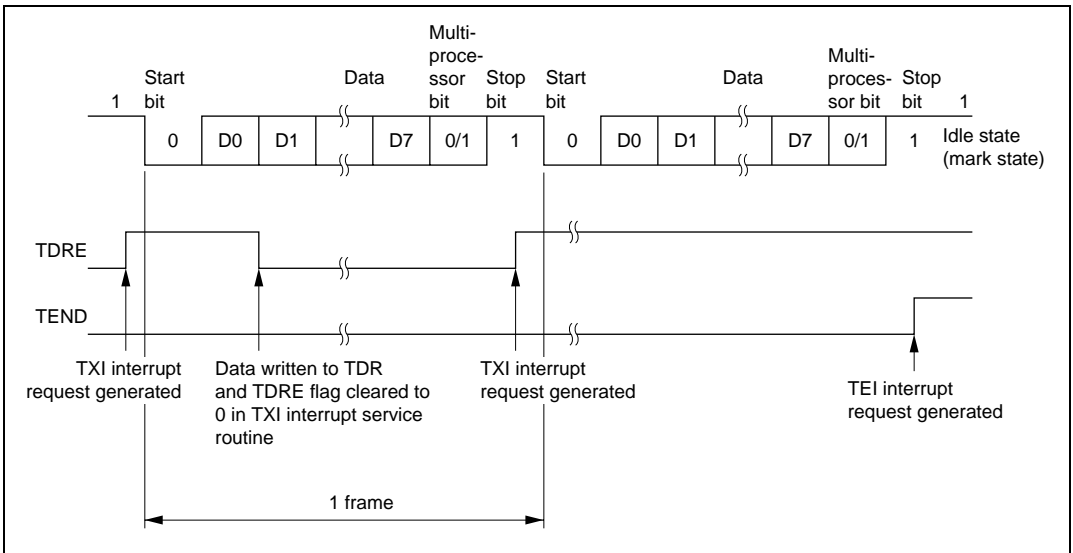 Multi-
proce-
ssor
bit
Start
bit
Data
Stop
bit
Start
bit
Data
Multi-
proces-
sor bit
Stop
bit
1
1
0
D0
D1
D7
0/1
1
0
D0
D1
D7
0/1
1
Idle state
(mark state)
TDRE
TEND
TXI interrupt
request generated
Data written to TDR
and TDRE flag cleared to
0 in TXI interrupt service
routine
TXI interrupt
request generated
TEI interrupt
request generated
1 frame